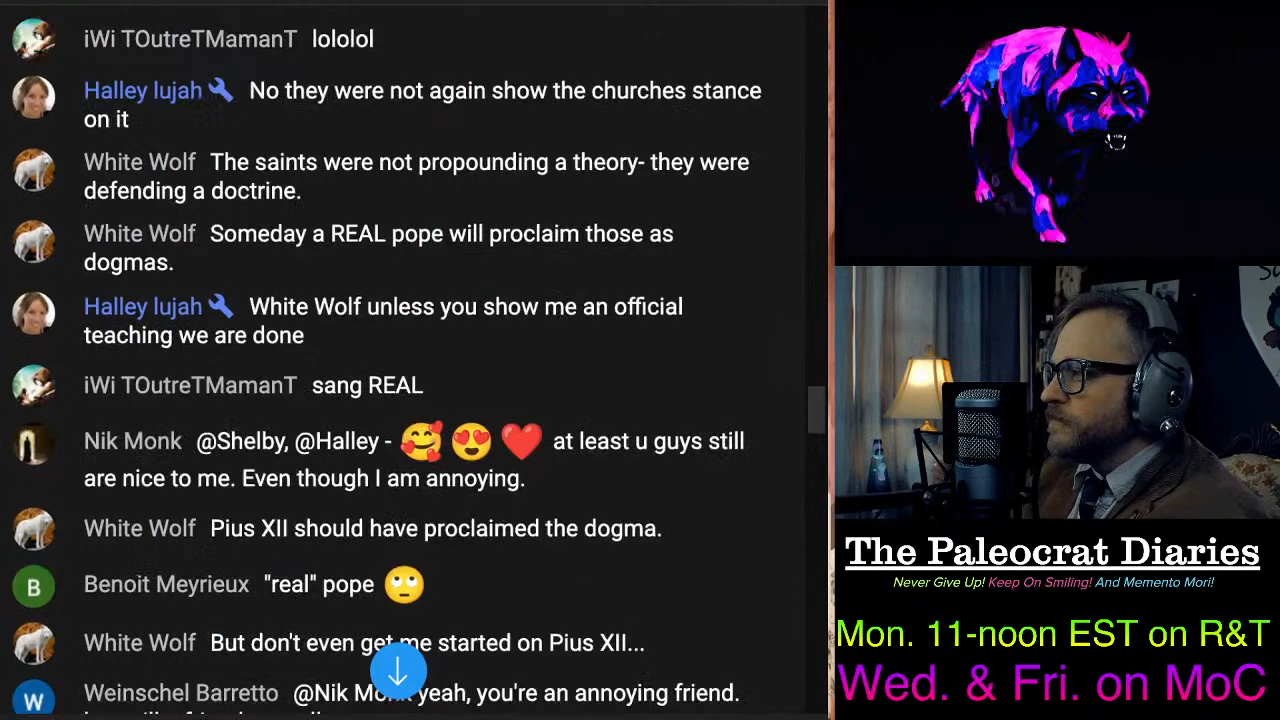 iWi TOutreTMamanT lololol
Halley lujah No they were not again show the churches stance
on it
White Wolf The saints were not propounding a theory- they were
defending a doctrine.
White Wolf Someday a REAL pope will proclaim those as
dogmas.
Halley lujah White Wolf unless you show me an official
teaching we are done
iWi TOutreTMamanT sang REAL
Nik Monk @Shelby, @Halley - 🥰 😍 ❤️ at least u guys still
are nice to me. Even though I am annoying.
White Wolf Pius XII should have proclaimed the dogma.
B
Benoit Meyrieux "real" pope 🙄
White Wolf But don't even get me started on Pius XII...
W
Weinschel Barretto @Nik Monk yeah, you're an annoying friend.
The Paleocrat Diaries
Never Give Up! Keep On Smiling! And Memento Mori!
Mon. 11-noon EST on R&T
Wed. & Fri. on MoC